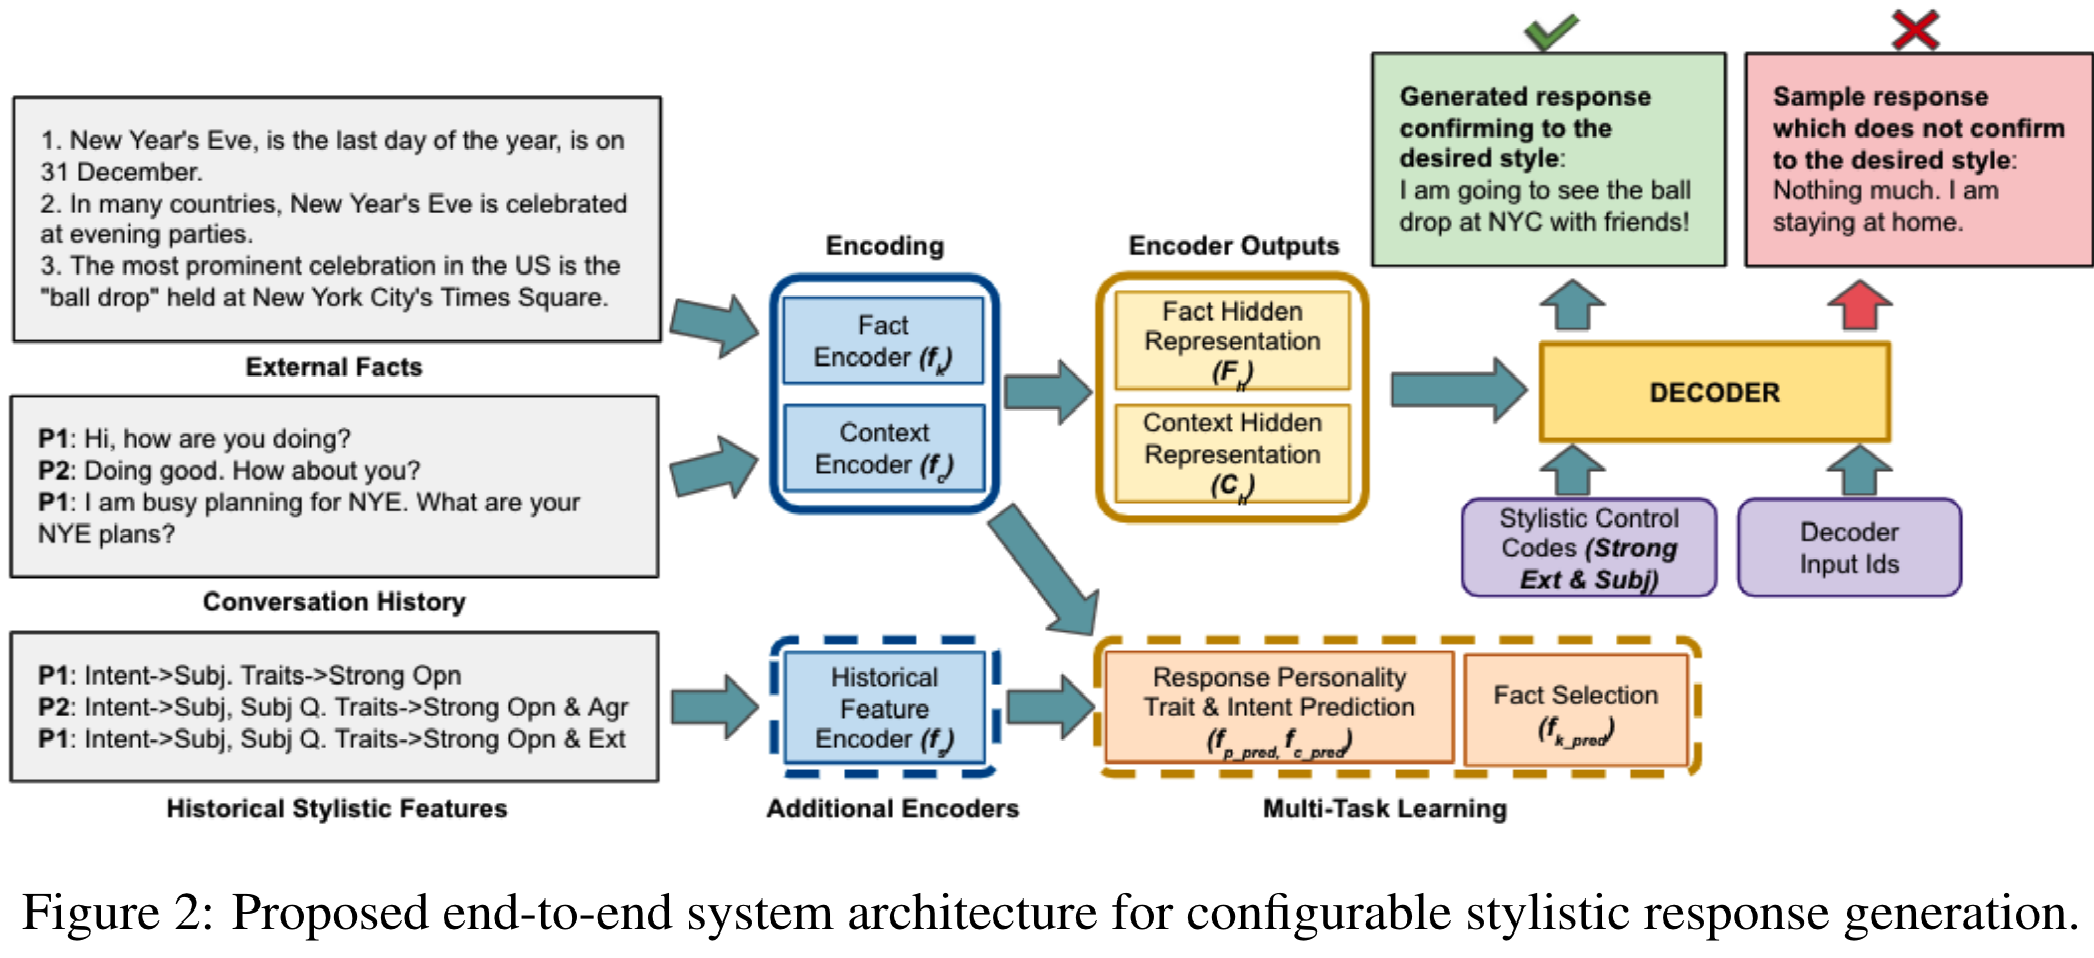 1. New Year's Eve, is the last day of the year, is on
31 December.
2. In many countries, New Year's Eve is celebrated
at evening parties.
3. The most prominent celebration in the US is the
"ball drop" held at New York City's Times Square.
External Facts
P1: Hi, how are you doing?
P2: Doing good. How about you?
P1: I am busy planning for NYE. What are your
NYE plans?
Conversation History
P1: Intent->Subj. Traits->Strong Opn
P2: Intent->Subj, Subj Q. Traits->Strong Opn & Agr
P1: Intent->Subj, Subj Q. Traits->Strong Opn & Ext
Historical Stylistic Features
Encoding
Fact
Encoder (f_k)
Context
Encoder (f_c)
Historical
Feature
Encoder (f_s)
Additional Encoders
Encoder Outputs
Fact Hidden
Representation
(F_h)
Context Hidden
Representation
(C_h)
Response Personality
Trait & Intent Prediction
(f_p_pred, f_c_pred)
Fact Selection
(f_k_pred)
Multi-Task Learning
Generated response
confirming to the
desired style:
I am going to see the ball
drop at NYC with friends!
Sample response
which does not confirm
to the desired style:
Nothing much. I am
staying at home.
DECODER
Stylistic Control
Codes (Strong
Ext & Subj)
Decoder
Input Ids
Figure 2: Proposed end-to-end system architecture for configurable stylistic response generation.